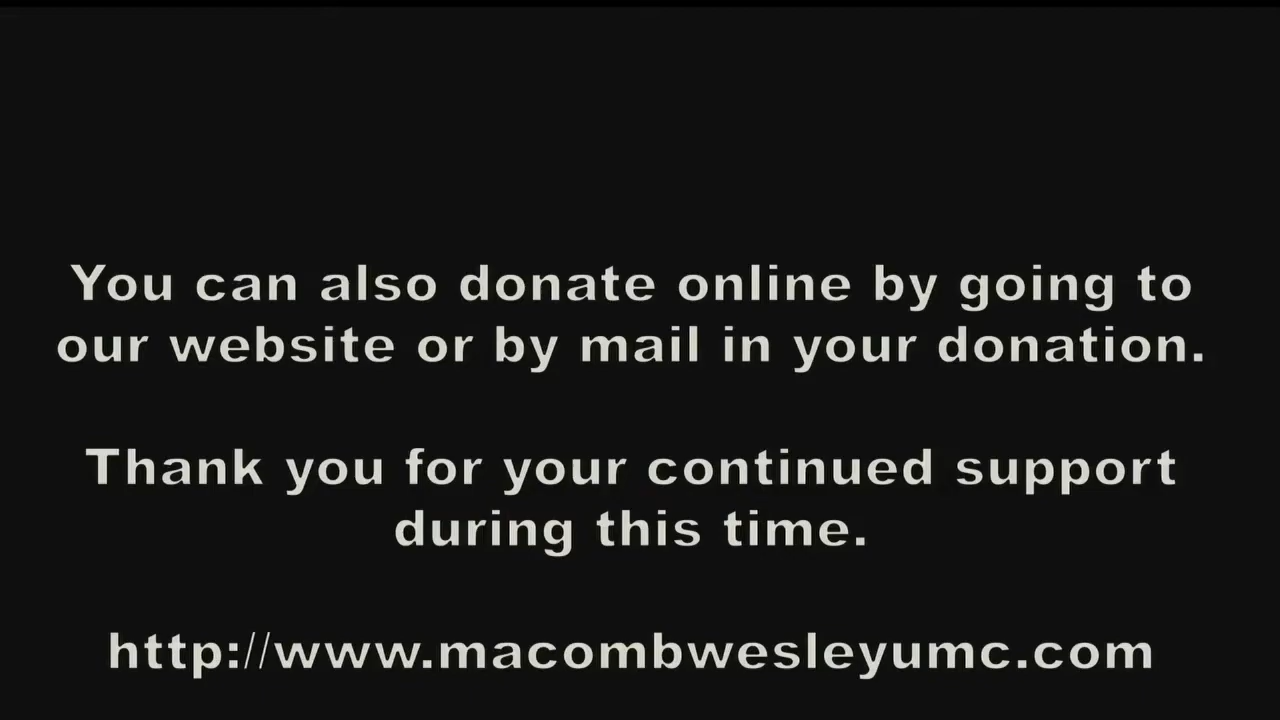 You can also donate online by going to
our website or by mail in your donation.
Thank you for your continued support
during this time.
http://www.macombwesleyumc.com